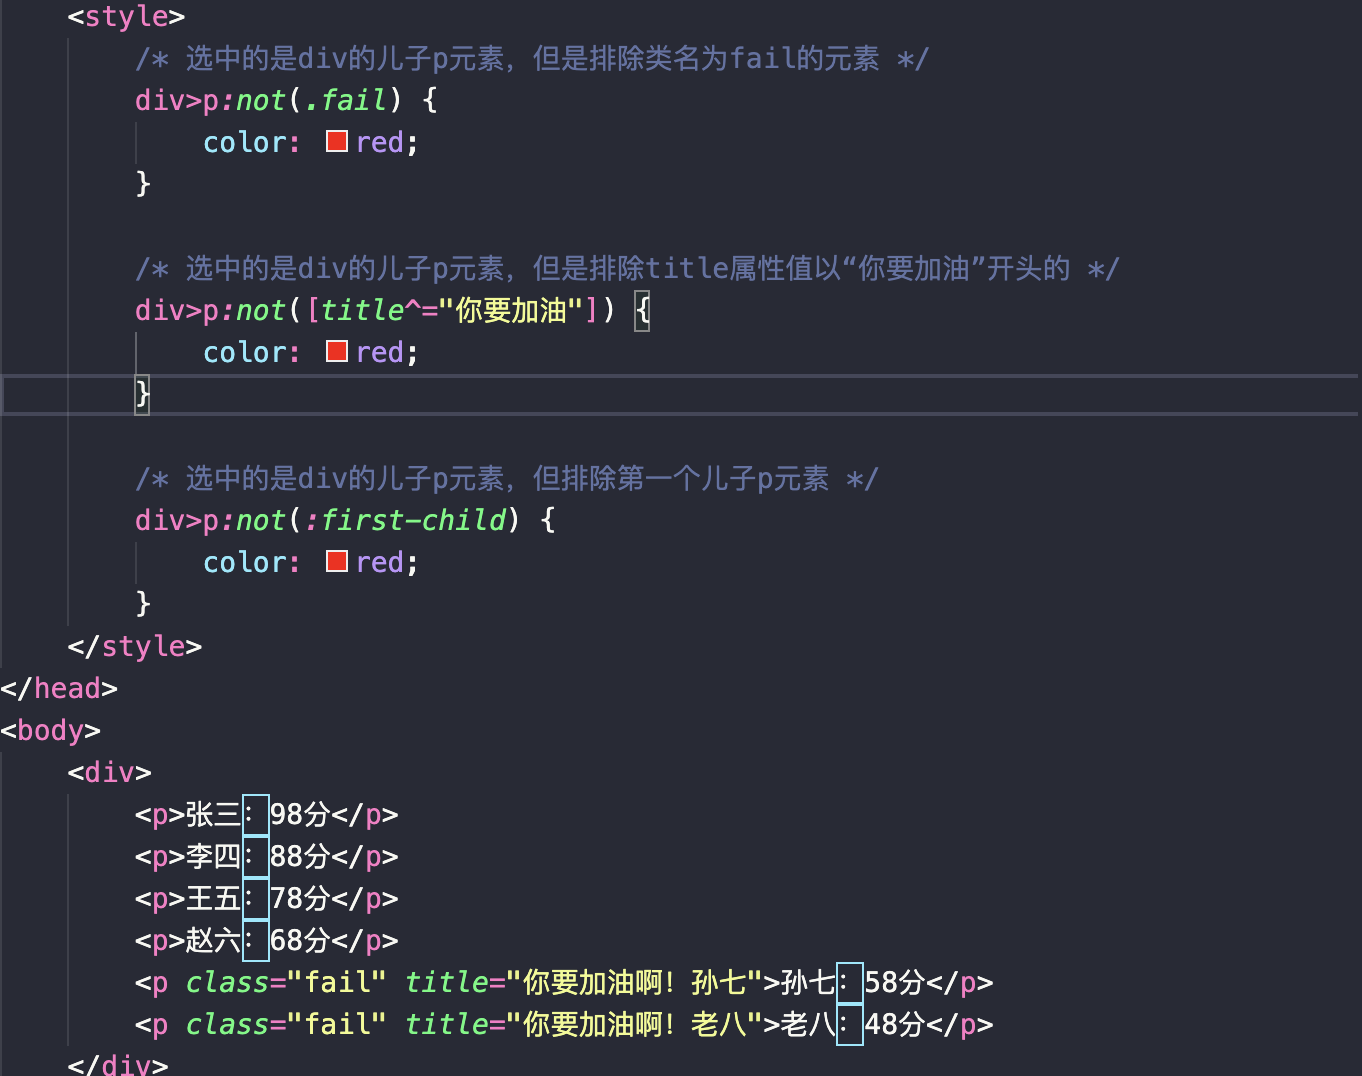 <style>
/* 选中的是div的儿子p元素，但是排除类名为fail的元素 */
div>p:not(.fail) {
color: red;
}
/* 选中的是div的儿子p元素，但是排除title属性值以“你要加油”开头的 */
div>p:not([title^="你要加油"]) {
color: red;
}
/* 选中的是div的儿子p元素，但排除第一个儿子p元素 */
div>p:not(:first-child) {
color: red;
}
</style>
</head>
<body>
<div>
<p>张三：98分</p>
<p>李四：88分</p>
<p>王五：78分</p>
<p>赵六：68分</p>
<p class="fail" title="你要加油啊！孙七">孙七：58分</p>
<p class="fail" title="你要加油啊！老八">老八：48分</p>
</div>